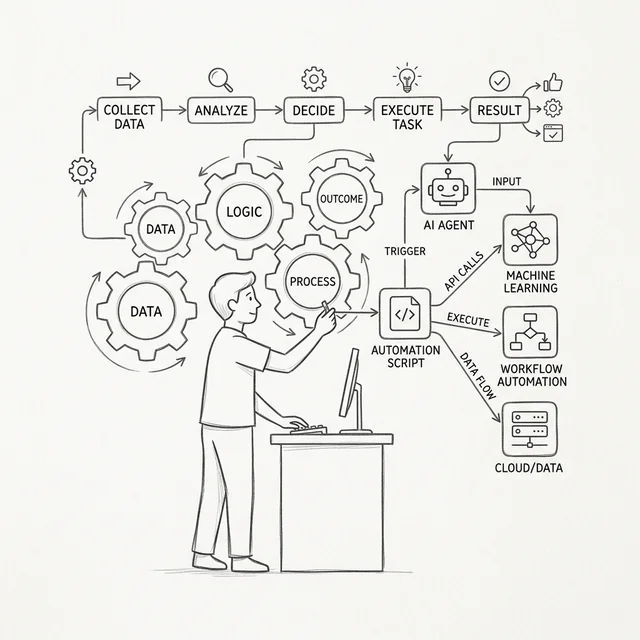 COLLECT
DATA
ANALYZE
DECIDE
EXECUTE
TASK
RESULT
DATA
LOGIC
OUTCOME
DATA
PROCESS
AI AGENT
INPUT
TRIGGER
MACHINE
LEARNING
API CALLS
</>
AUTOMATION
SCRIPT
EXECUTE
WORKFLOW
AUTOMATION
DATA FLOW
CLOUD/DATA